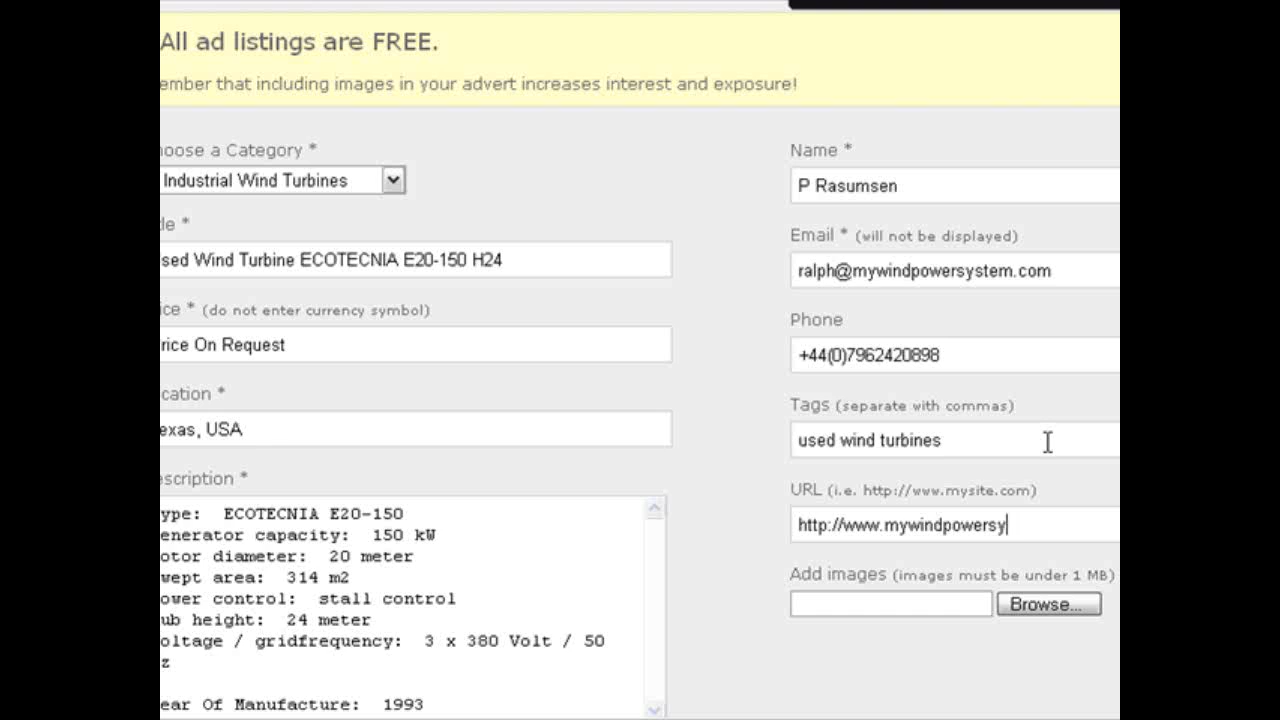 All ad listings are FREE.
ember that including images in your advert increases interest and exposure!
hoose a Category *
Industrial Wind Turbines
tle *
sed Wind Turbine ECOTECNIA E20-150 H24
ice * (do not enter currency symbol)
rice On Request
cation *
exas, USA
escription *
ype: ECOTECNIA E20-150
enerator capacity: 150 kW
otor diameter: 20 meter
wept area: 314 m2
ower control: stall control
ub height: 24 meter
oltage / gridfrequency: 3 x 380 Volt / 50
z
ear Of Manufacture: 1993
Name *
P Rasumsen
Email * (will not be displayed)
ralph@mywindpowersystem.com
Phone
+44(0)7962420898
Tags (separate with commas)
used wind turbines
URL (i.e. http://www.mysite.com)
http://www.mywindpowersy
Add images (images must be under 1 MB)
Browse...